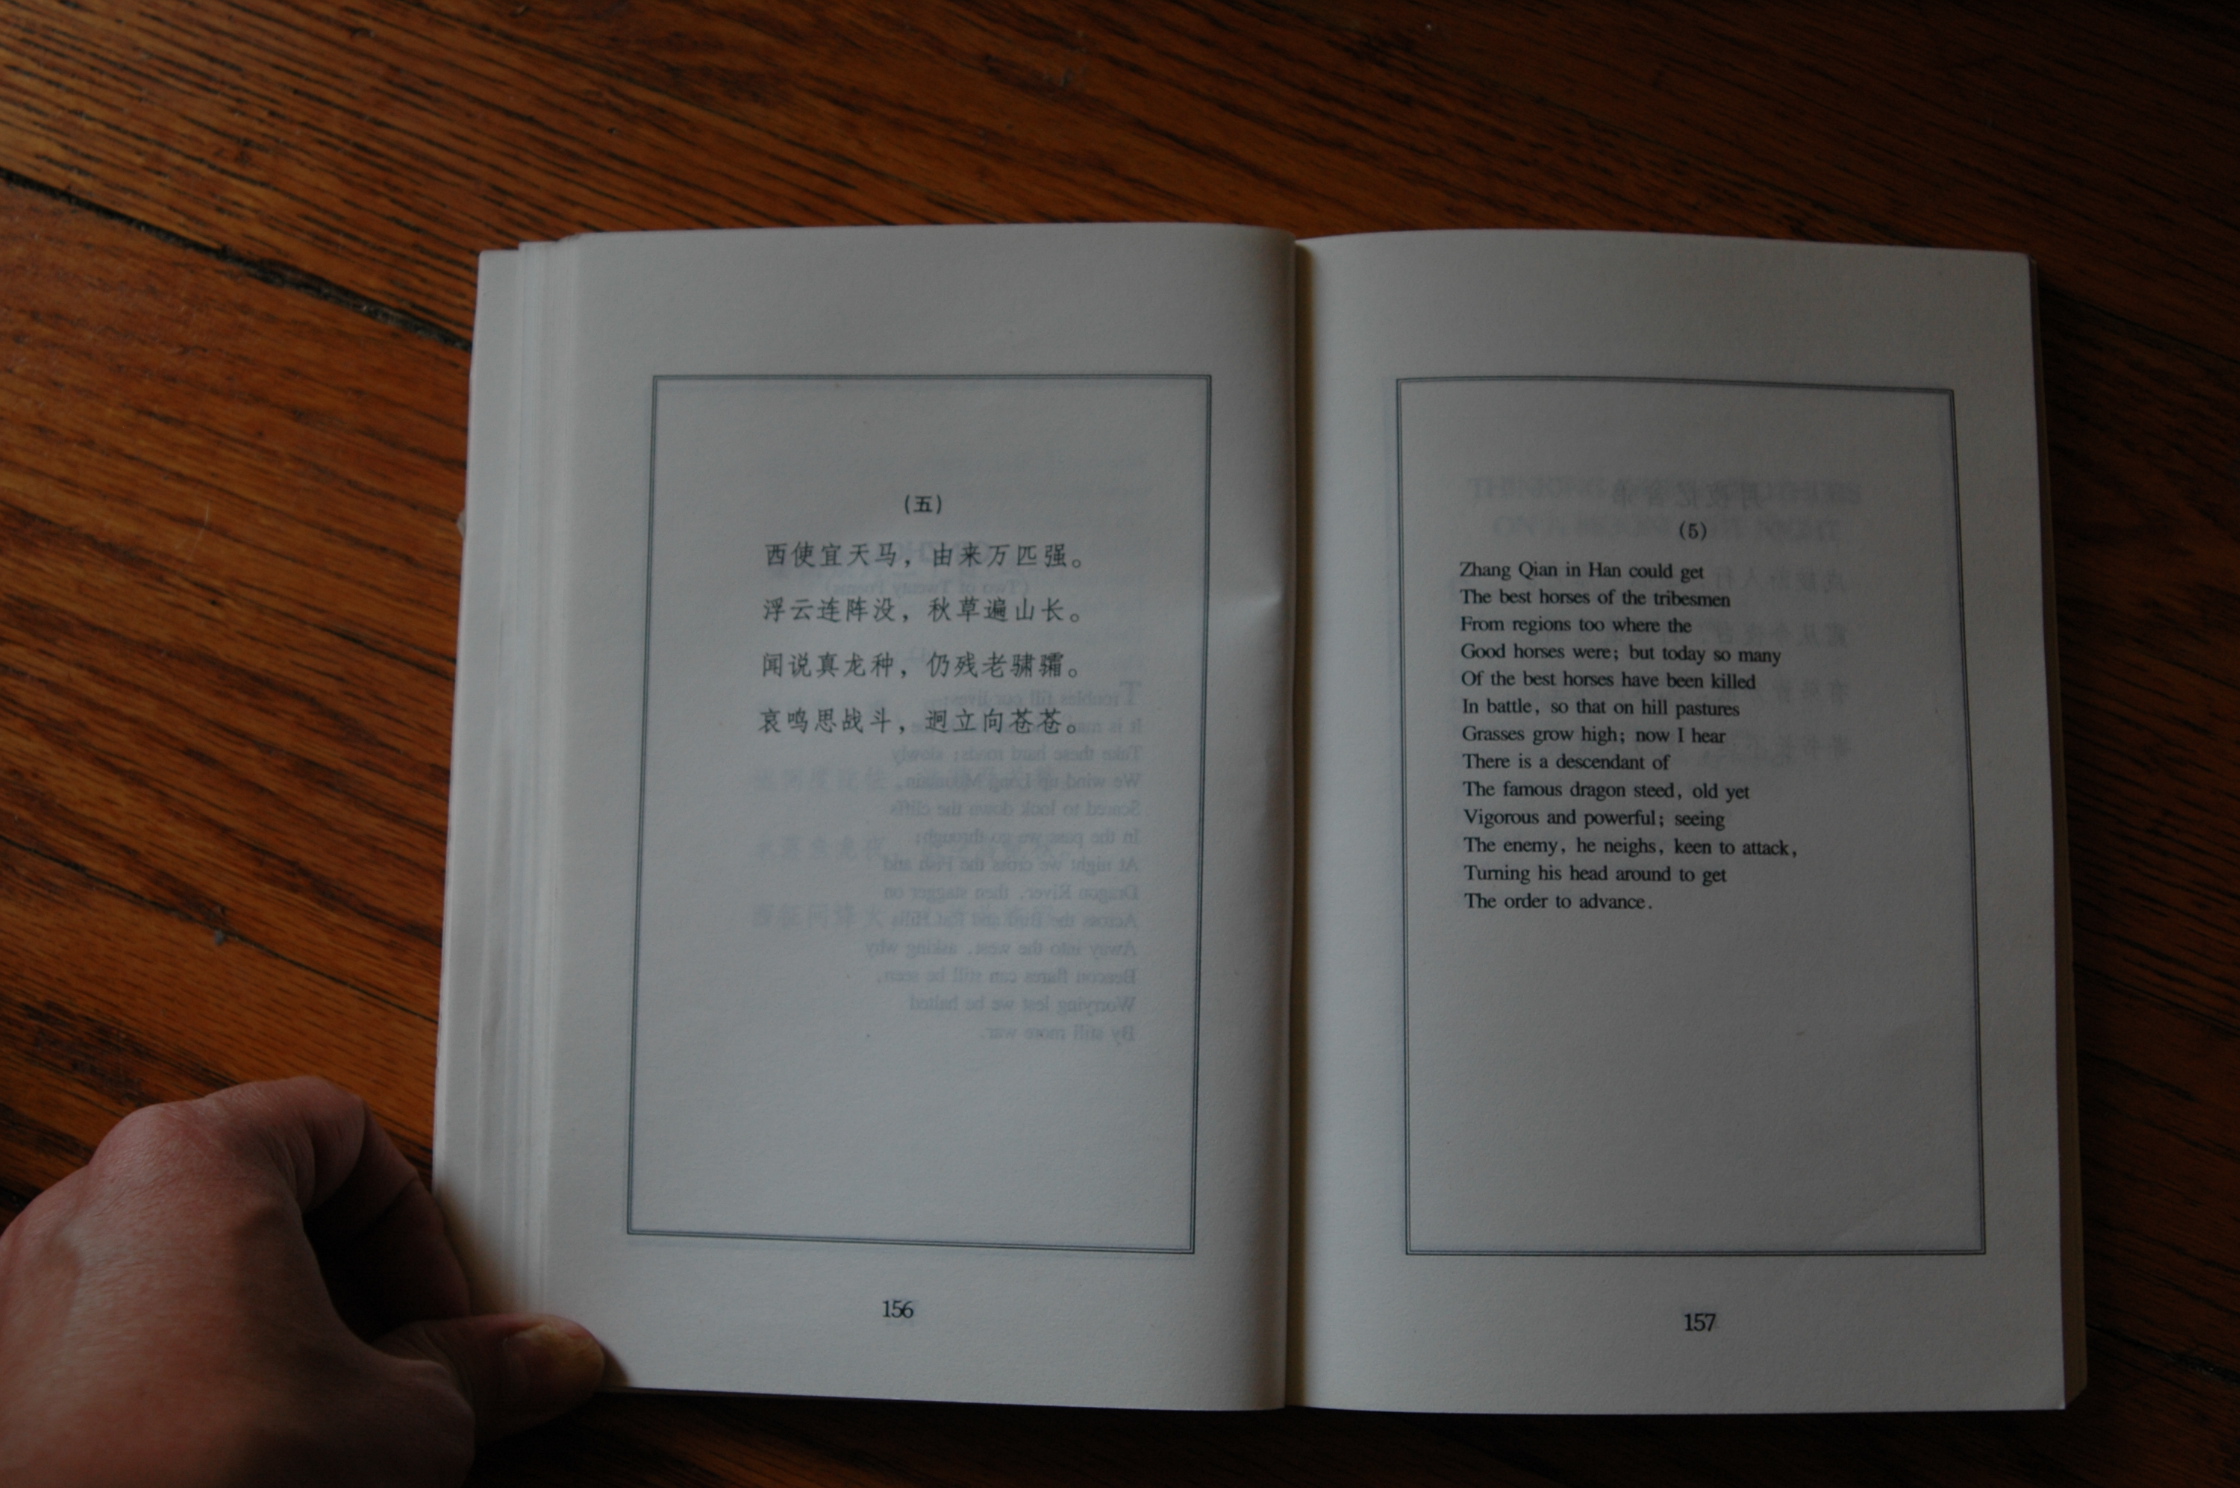 (五)
西使宜天马，由来万匹强。
浮云连阵没，秋草遍山长。
闻说真龙种，仍残老骕骦。
哀鸣思战斗，迥立向苍苍。
156
(5)
Zhang Qian in Han could get
The best horses of the tribesmen
From regions too where the
Good horses were; but today so many
Of the best horses have been killed
In battle, so that on hill pastures
Grasses grow high; now I hear
There is a descendant of
The famous dragon steed, old yet
Vigorous and powerful; seeing
The enemy, he neighs, keen to attack,
Turning his head around to get
The order to advance.
157